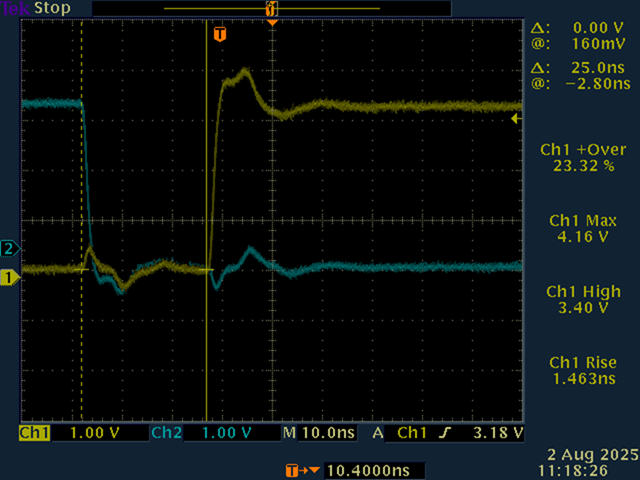 Tek Stop
T
Δ: 0.00 V
@: 160mV
Δ: 25.0ns
@: −2.80ns
Ch1 +Over
23.32 %
Ch1 Max
4.16 V
Ch1 High
3.40 V
Ch1 Rise
1.463ns
2
1
Ch1 1.00 V Ch2 1.00 V M 10.0ns A Ch1 3.18 V
T 10.4000ns
2 Aug 2025
11:18:26